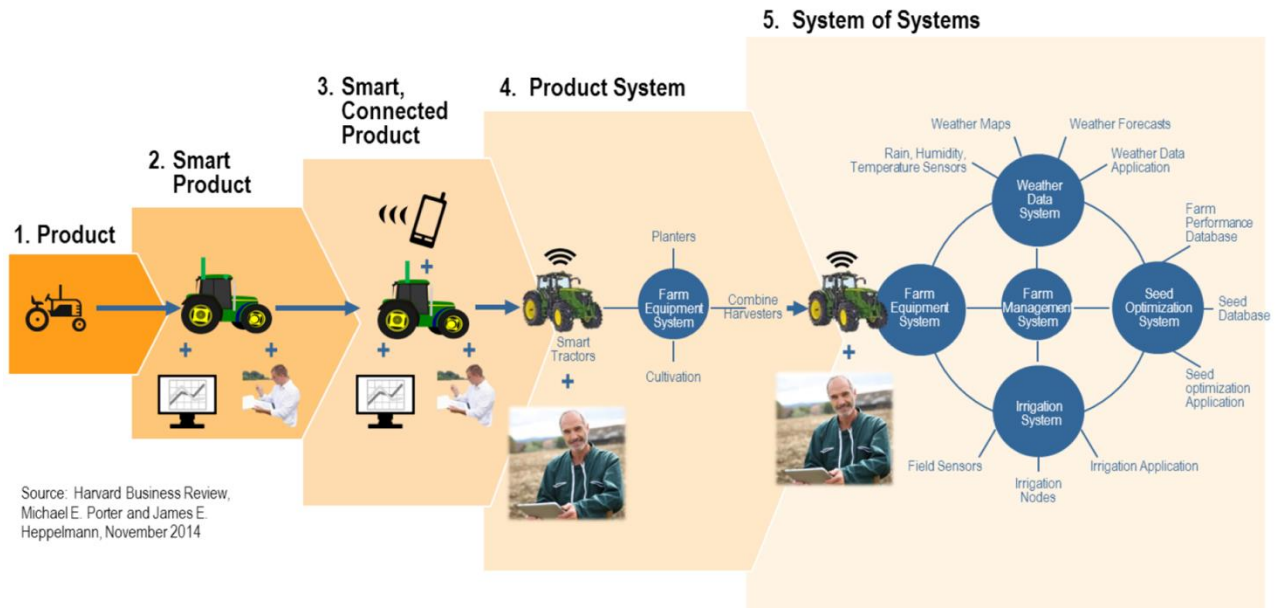 1. Product
2. Smart
Product
3. Smart,
Connected
Product
4. Product System
5. System of Systems
Planters
Farm
Equipment
System
Combine
Harvesters
Smart
Tractors
Cultivation
Weather Maps
Weather Forecasts
Rain, Humidity,
Temperature Sensors
Weather Data
Application
Weather
Data
System
Farm
Performance
Database
Farm
Equipment
System
Farm
Management
System
Seed
Optimization
System
Seed
Database
Seed
optimization
Application
Irrigation
System
Field Sensors
Irrigation
Nodes
Irrigation Application
Source: Harvard Business Review,
Michael E. Porter and James E.
Heppelmann, November 2014